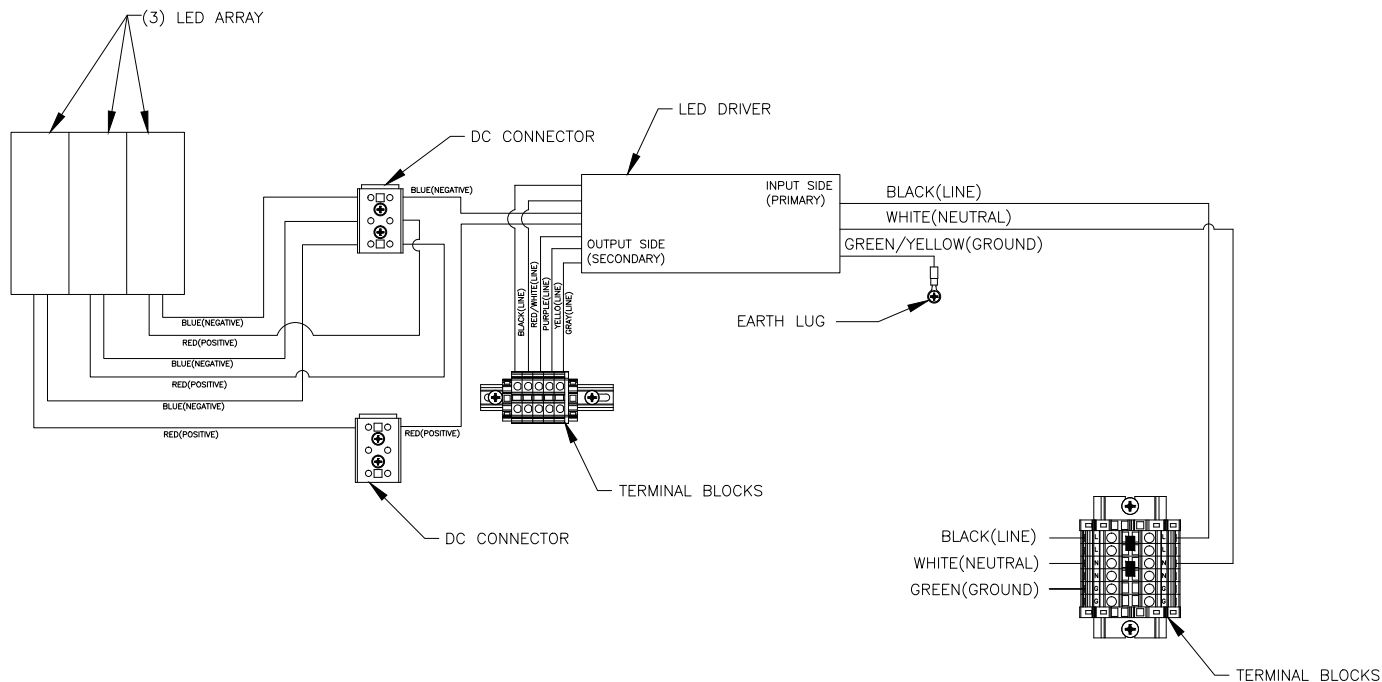 (3) LED ARRAY
LED DRIVER
DC CONNECTOR
BLUE(NEGATIVE)
INPUT SIDE
(PRIMARY)
BLACK(LINE)
WHITE(NEUTRAL)
GREEN/YELLOW(GROUND)
OUTPUT SIDE
(SECONDARY)
BLACK(LINE)
RED/WHITE(LINE)
PURPLE(LINE)
YELLO(LINE)
GRAY(LINE)
EARTH LUG
BLUE(NEGATIVE)
RED(POSITIVE)
BLUE(NEGATIVE)
RED(POSITIVE)
BLUE(NEGATIVE)
RED(POSITIVE)
RED(POSITIVE)
TERMINAL BLOCKS
DC CONNECTOR
BLACK(LINE)
WHITE(NEUTRAL)
GREEN(GROUND)
L L
L L
N N
N N
G G
G G
TERMINAL BLOCKS